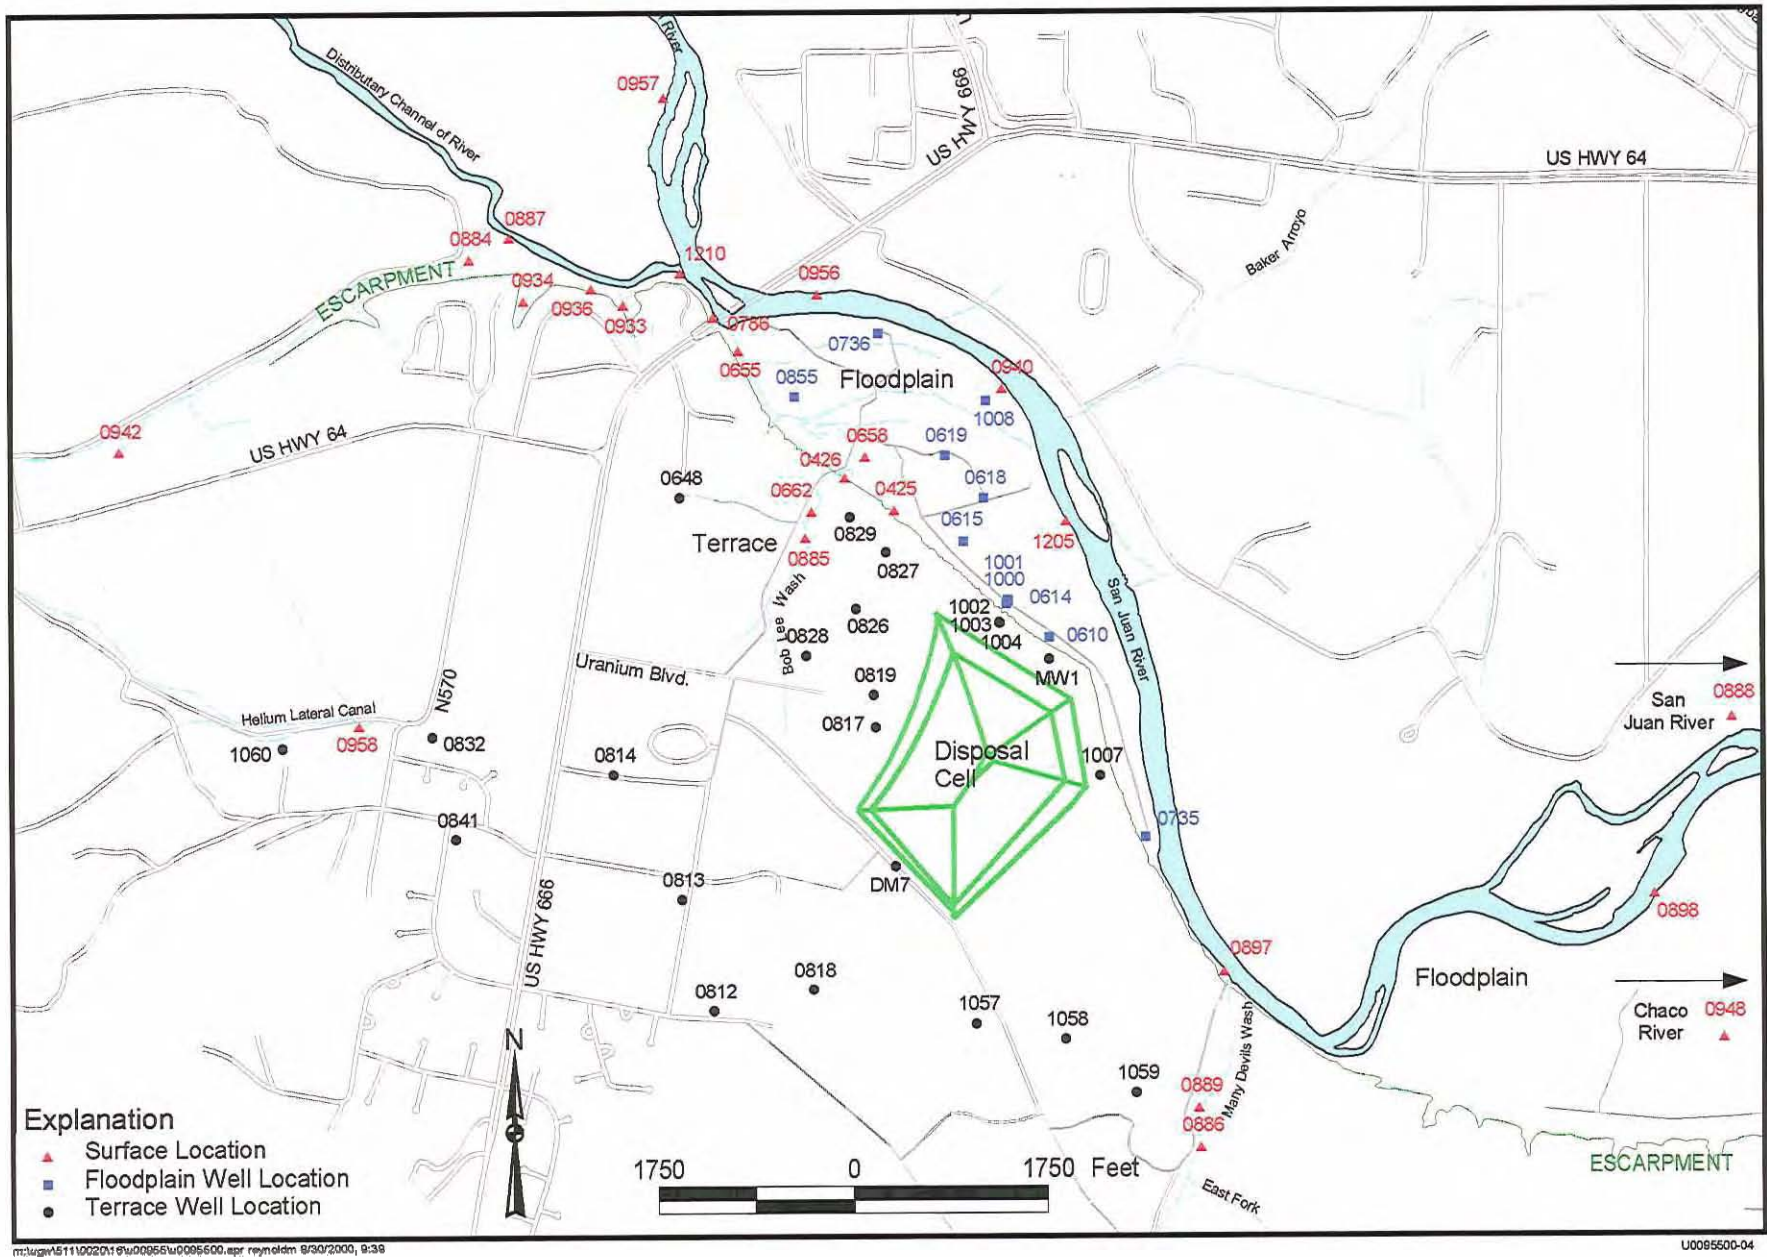 River
Distributary Channel of River
0957
US HWY 666
US HWY 64
0887
0884
ESCARPMENT
0934
0936
0933
1210
0956
Baker Arroyo
0786
0655
0736
0855
Floodplain
0940
1008
0942
US HWY 64
0658
0619
0426
0648
0662
0425
0618
0615
Terrace
0829
0885
0827
1205
1001
1000
0614
San Juan River
1002
1003
1004
0610
Bob Lee Wash
0826
0828
Uranium Blvd.
MW1
0819
0817
N570
Helium Lateral Canal
0958
1060
0832
0814
Disposal
Cell
1007
San
Juan River
0888
0841
0735
0813
DM7
0898
US HWY 666
0897
0818
0812
1057
1058
Floodplain
Chaco
River
0948
Many Devils Wash
1059
0889
0886
N
Explanation
Surface Location
Floodplain Well Location
Terrace Well Location
1750 0 1750 Feet
East Fork
ESCARPMENT
U0095500-04